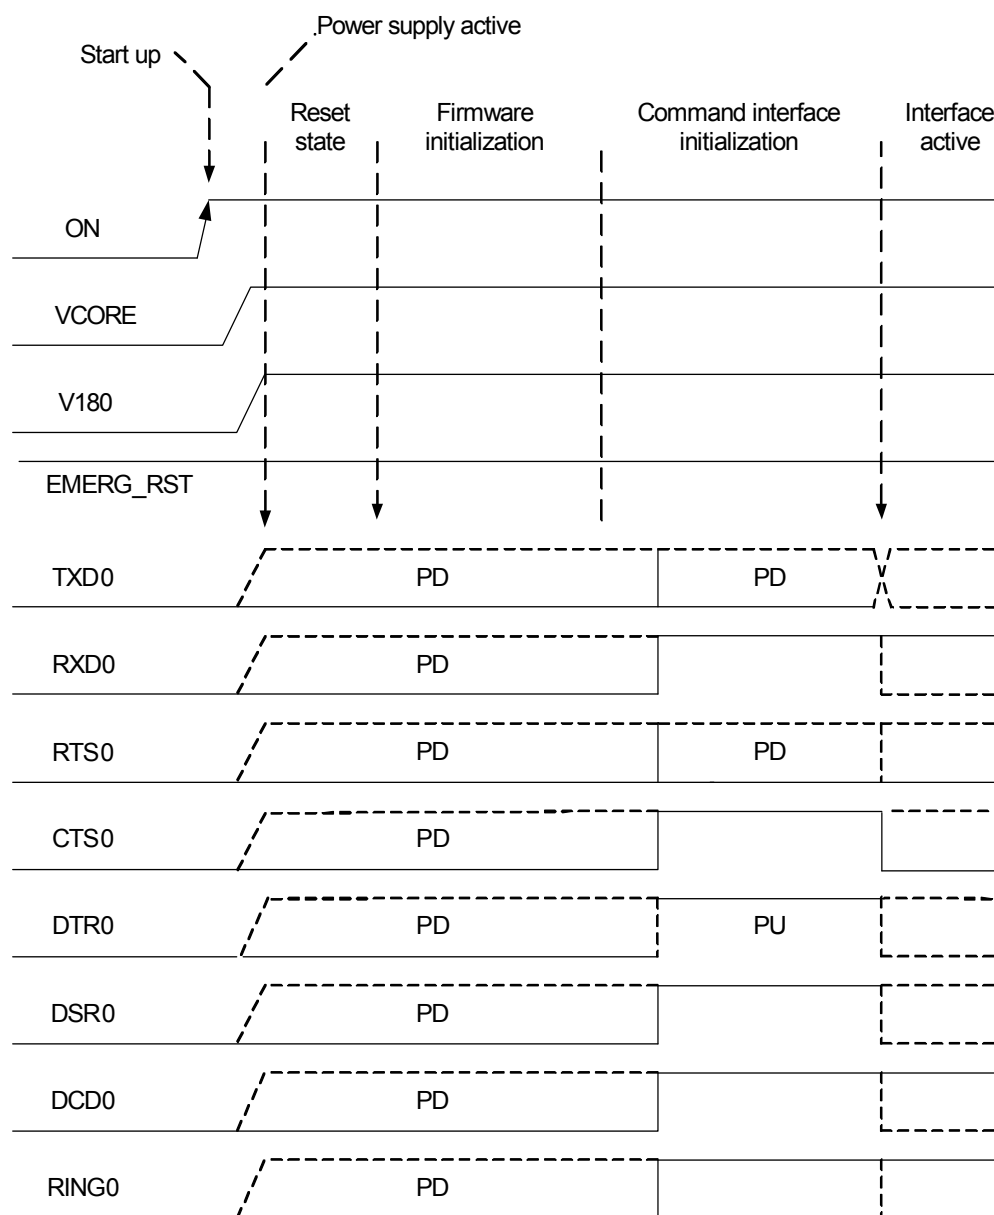 Power supply active
Start up
Reset state
Firmware initialization
Command interface initialization
Interface active
ON
VCORE
V180
EMERG_RST
TXD0 PD PD
RXD0 PD
RTS0 PD PD
CTS0 PD
DTR0 PD PU
DSR0 PD
DCD0 PD
RING0 PD